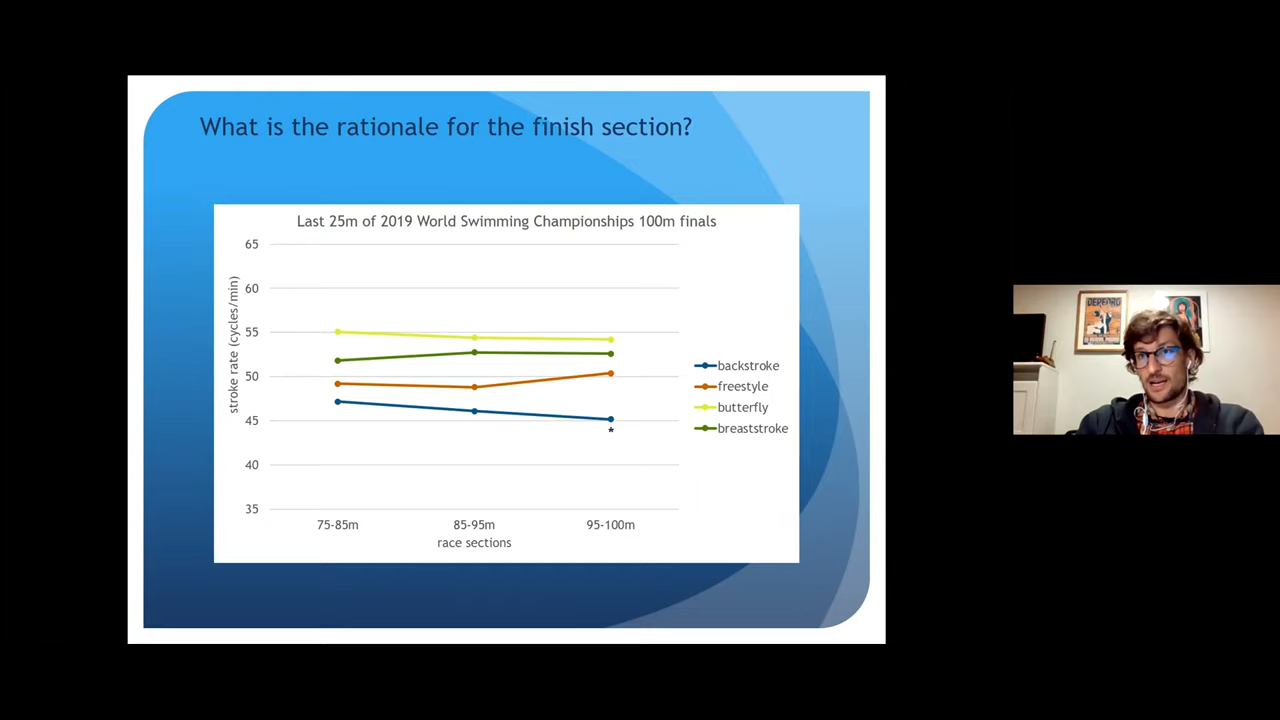 What is the rationale for the finish section?
Last 25m of 2019 World Swimming Championships 100m finals
65
60
55
50
45
40
35
stroke rate (cycles/min)
*
75-85m
85-95m
95-100m
race sections
backstroke
freestyle
butterfly
breaststroke